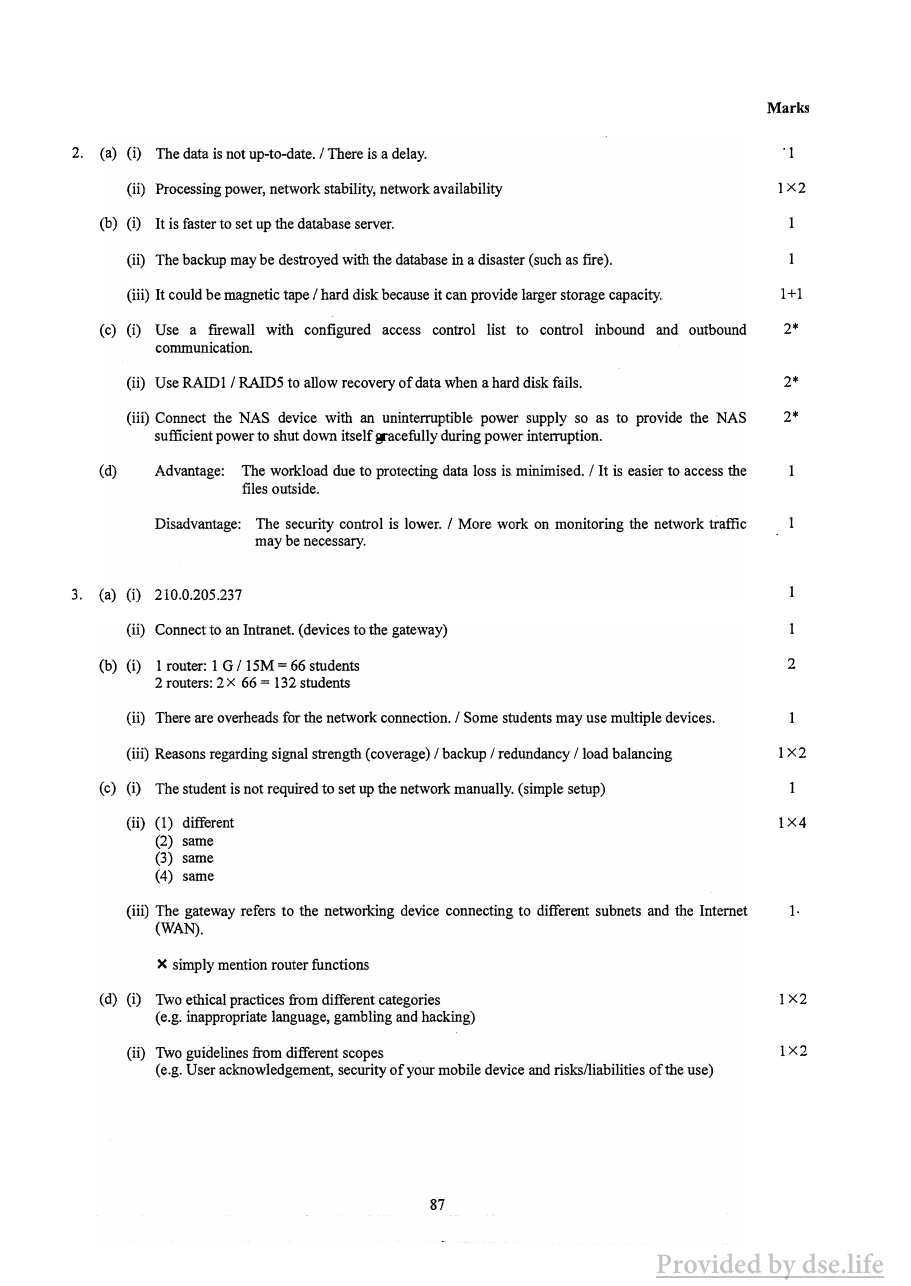 Marks
2. (a) (i) The data is not up-to-date. / There is a delay. 1
(ii) Processing power, network stability, network availability 1×2
(b) (i) It is faster to set up the database server. 1
(ii) The backup may be destroyed with the database in a disaster (such as fire). 1
(iii) It could be magnetic tape / hard disk because it can provide larger storage capacity. 1+1
(c) (i) Use a firewall with configured access control list to control inbound and outbound 2*
communication.
(ii) Use RAID1 / RAID5 to allow recovery of data when a hard disk fails. 2*
(iii) Connect the NAS device with an uninterruptible power supply so as to provide the NAS 2*
sufficient power to shut down itself gracefully during power interruption.
(d) Advantage: The workload due to protecting data loss is minimised. / It is easier to access the 1
files outside.
Disadvantage: The security control is lower. / More work on monitoring the network traffic 1
may be necessary.
3. (a) (i) 210.0.205.237 1
(ii) Connect to an Intranet. (devices to the gateway) 1
(b) (i) 1 router: 1 G / 15M = 66 students 2
2 routers: 2× 66 = 132 students
(ii) There are overheads for the network connection. / Some students may use multiple devices. 1
(iii) Reasons regarding signal strength (coverage) / backup / redundancy / load balancing 1×2
(c) (i) The student is not required to set up the network manually. (simple setup) 1
(ii) (1) different 1×4
(2) same
(3) same
(4) same
(iii) The gateway refers to the networking device connecting to different subnets and the Internet 1
(WAN).
× simply mention router functions
(d) (i) Two ethical practices from different categories 1×2
(e.g. inappropriate language, gambling and hacking)
(ii) Two guidelines from different scopes 1×2
(e.g. User acknowledgement, security of your mobile device and risks/liabilities of the use)
87
Provided by dse.life